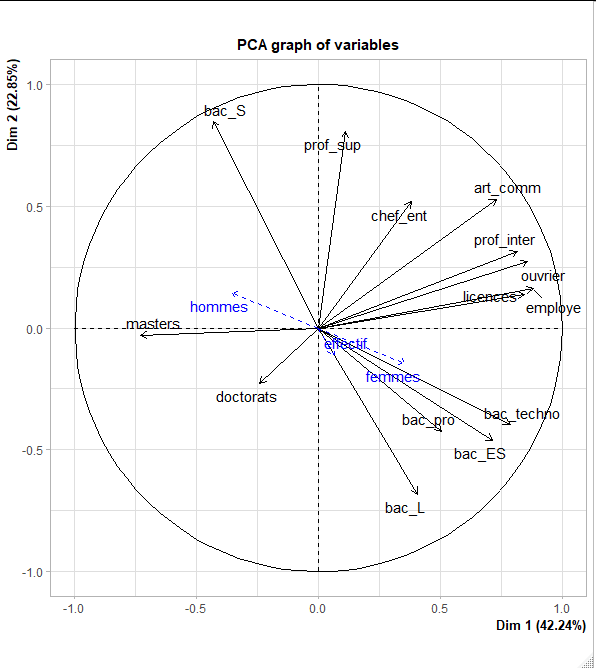 PCA graph of variables
Dim 2 (22.85%)
1.0
bac_S
prof_sup
art_comm
0.5
chef_ent
prof_inter
ouvrier
licences
hommes
employe
masters
0.0
effectif
femmes
doctorats
bac_techno
bac_pro
bac_ES
-0.5
bac_L
-1.0
-1.0 -0.5 0.0 0.5 1.0
Dim 1 (42.24%)